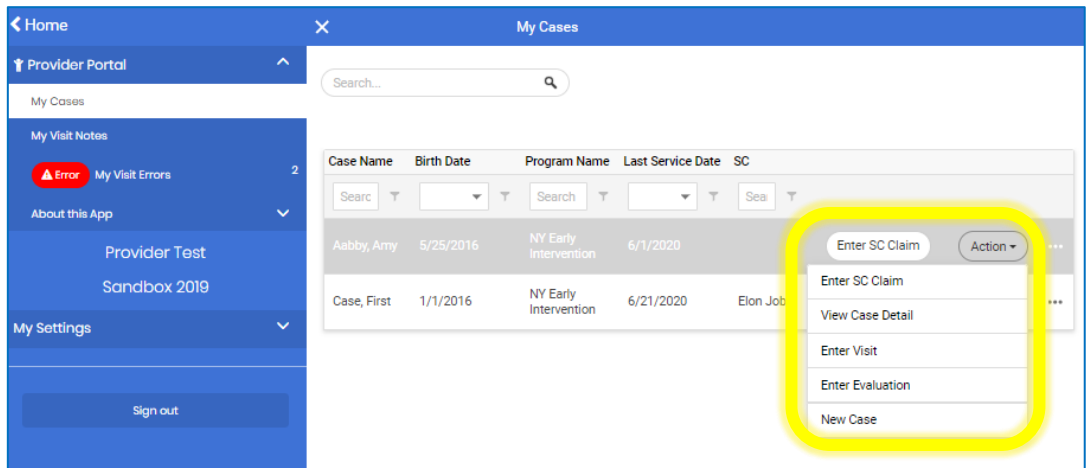 Home
Provider Portal
My Cases
My Visit Notes
Error My Visit Errors 2
About this App
Provider Test
Sandbox 2019
My Settings
Sign out
My Cases
Search...
Case Name Birth Date Program Name Last Service Date SC
Searc Search Sea
Aabby, Amy 5/25/2016 NY Early 6/1/2020 Enter SC Claim Action
Intervention
Case, First 1/1/2016 NY Early 6/21/2020 Elon Job
Intervention
Enter SC Claim
View Case Detail
Enter Visit
Enter Evaluation
New Case